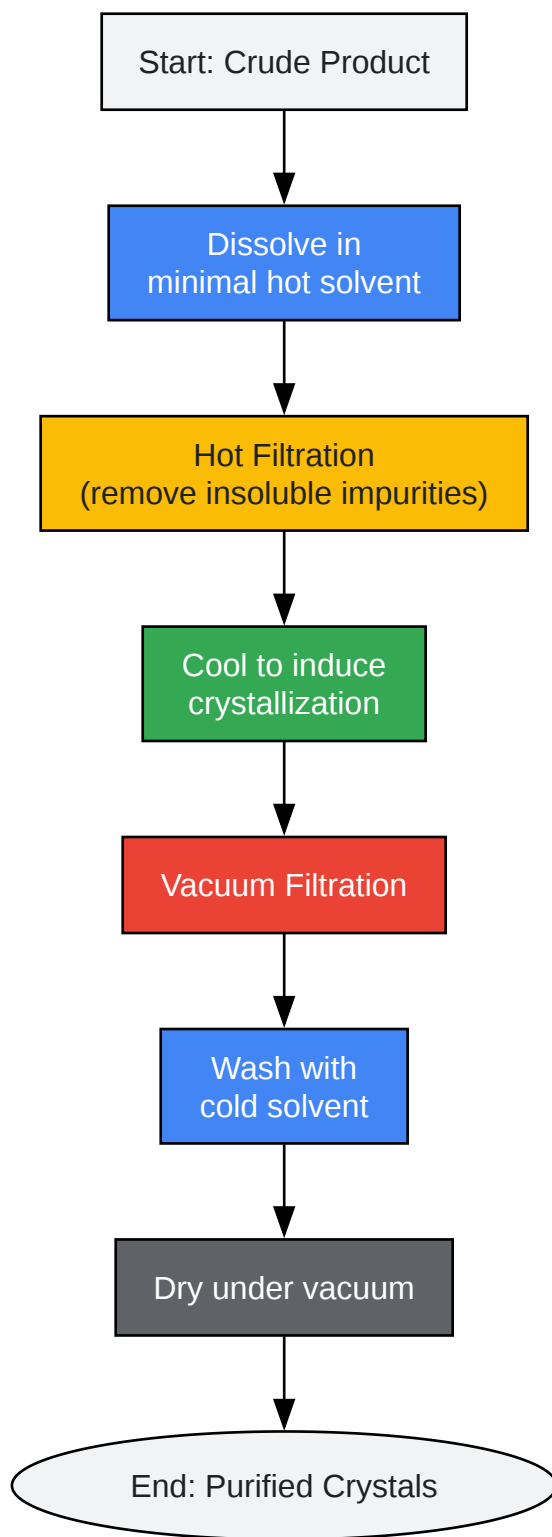 Start: Crude Product
Dissolve in
minimal hot solvent
Hot Filtration
(remove insoluble impurities)
Cool to induce
crystallization
Vacuum Filtration
Wash with
cold solvent
Dry under vacuum
End: Purified Crystals